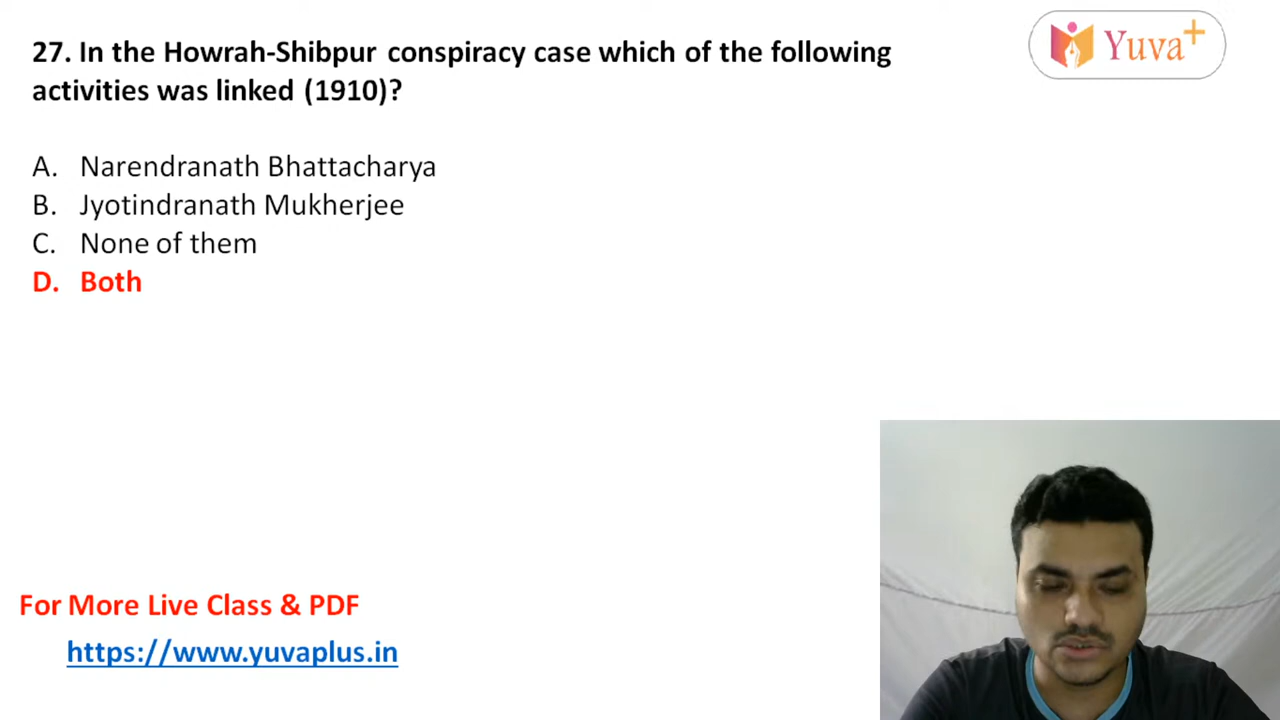 27. In the Howrah-Shibpur conspiracy case which of the following
activities was linked (1910)?
A. Narendranath Bhattacharya
B. Jyotindranath Mukherjee
C. None of them
D. Both
Yuva+
For More Live Class & PDF
https://www.yuvaplus.in